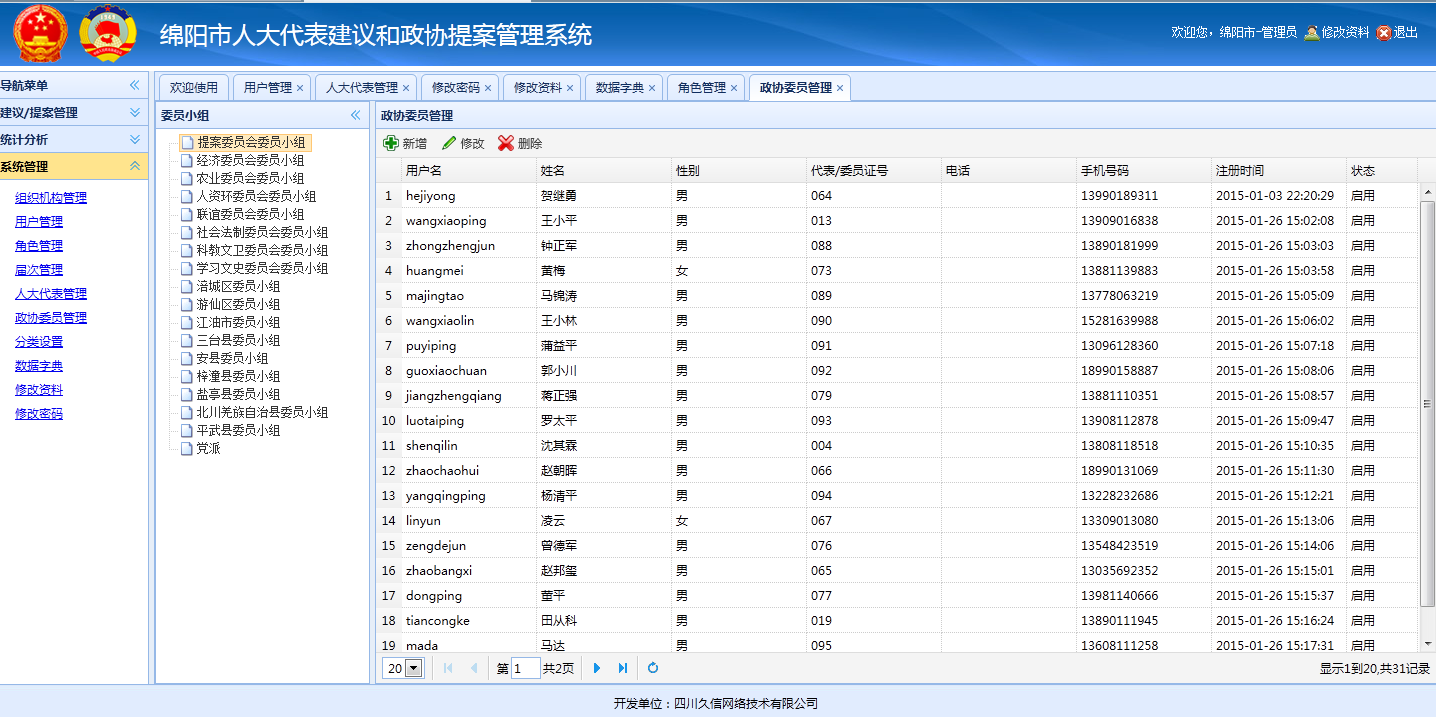 绵阳市人大代表建议和政协提案管理系统
欢迎您，绵阳市-管理员 修改资料 退出
导航菜单
建议/提案管理
统计分析
系统管理
组织机构管理
用户管理
角色管理
届次管理
人大代表管理
政协委员管理
分类设置
数据字典
修改资料
修改密码
欢迎使用 用户管理 人大代表管理 修改密码 修改资料 数据字典 角色管理 政协委员管理
委员小组
提案委员会委员小组
经济委员会委员小组
农业委员会委员小组
人资环委员会委员小组
联谊委员会委员小组
社会法制委员会委员小组
科教文卫委员会委员小组
学习文史委员会委员小组
涪城区委员小组
游仙区委员小组
江油市委员小组
三台县委员小组
安县委员小组
梓潼县委员小组
盐亭县委员小组
北川羌族自治县委员小组
平武县委员小组
党派
政协委员管理
新增 修改 删除
用户名 姓名 性别 代表/委员证号 电话 手机号码 注册时间 状态
1 hejiyong 贺继勇 男 064 13990189311 2015-01-03 22:20:29 启用
2 wangxiaoping 王小平 男 013 13909016838 2015-01-26 15:02:08 启用
3 zhongzhengjun 钟正军 男 088 13890181999 2015-01-26 15:03:03 启用
4 huangmei 黄梅 女 073 13881139883 2015-01-26 15:03:58 启用
5 majingtao 马锦涛 男 089 13778063219 2015-01-26 15:05:09 启用
6 wangxiaolin 王小林 男 090 15281639988 2015-01-26 15:06:02 启用
7 puyiping 蒲益平 男 091 13096128360 2015-01-26 15:07:18 启用
8 guoxiaochuan 郭小川 男 092 18990158887 2015-01-26 15:08:06 启用
9 jiangzhengqiang 蒋正强 男 079 13881110351 2015-01-26 15:08:57 启用
10 luotaiping 罗太平 男 093 13908112878 2015-01-26 15:09:47 启用
11 shenqilin 沈其霖 男 004 13808118518 2015-01-26 15:10:35 启用
12 zhaochaohui 赵朝晖 男 066 18990131069 2015-01-26 15:11:30 启用
13 yangqingping 杨清平 男 094 13228232686 2015-01-26 15:12:21 启用
14 linyun 凌云 女 067 13309013080 2015-01-26 15:13:06 启用
15 zengdejun 曾德军 男 076 13548423519 2015-01-26 15:14:06 启用
16 zhaobangxi 赵邦玺 男 065 13035692352 2015-01-26 15:15:01 启用
17 dongping 董平 男 077 13981140666 2015-01-26 15:15:37 启用
18 tiancongke 田从科 男 019 13890111945 2015-01-26 15:16:24 启用
19 mada 马达 男 095 13608111258 2015-01-26 15:17:31 启用
20 第 1 共2页 显示1到20,共31记录
开发单位：四川久信网络技术有限公司